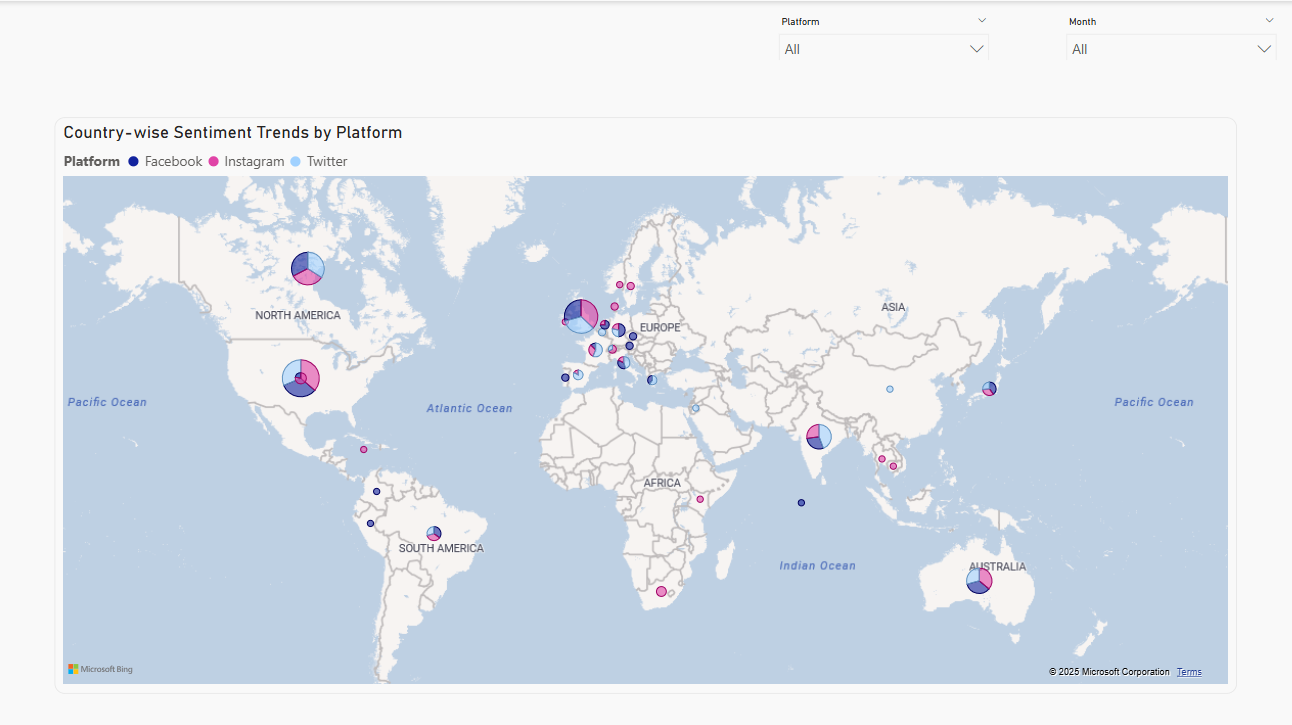 Platform
Month
All
All
Country-wise Sentiment Trends by Platform
Platform Facebook Instagram Twitter
NORTH AMERICA
ASIA
EUROPE
Pacific Ocean
Atlantic Ocean
Pacific Ocean
AFRICA
SOUTH AMERICA
Indian Ocean
AUSTRALIA
Microsoft Bing
© 2025 Microsoft Corporation Terms